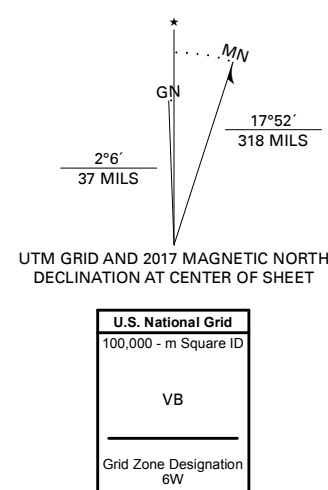 MN
GN
17°52´
318 MILS
2°6´
37 MILS
UTM GRID AND 2017 MAGNETIC NORTH
DECLINATION AT CENTER OF SHEET
U.S. National Grid
100,000 - m Square ID
VB
Grid Zone Designation
6W